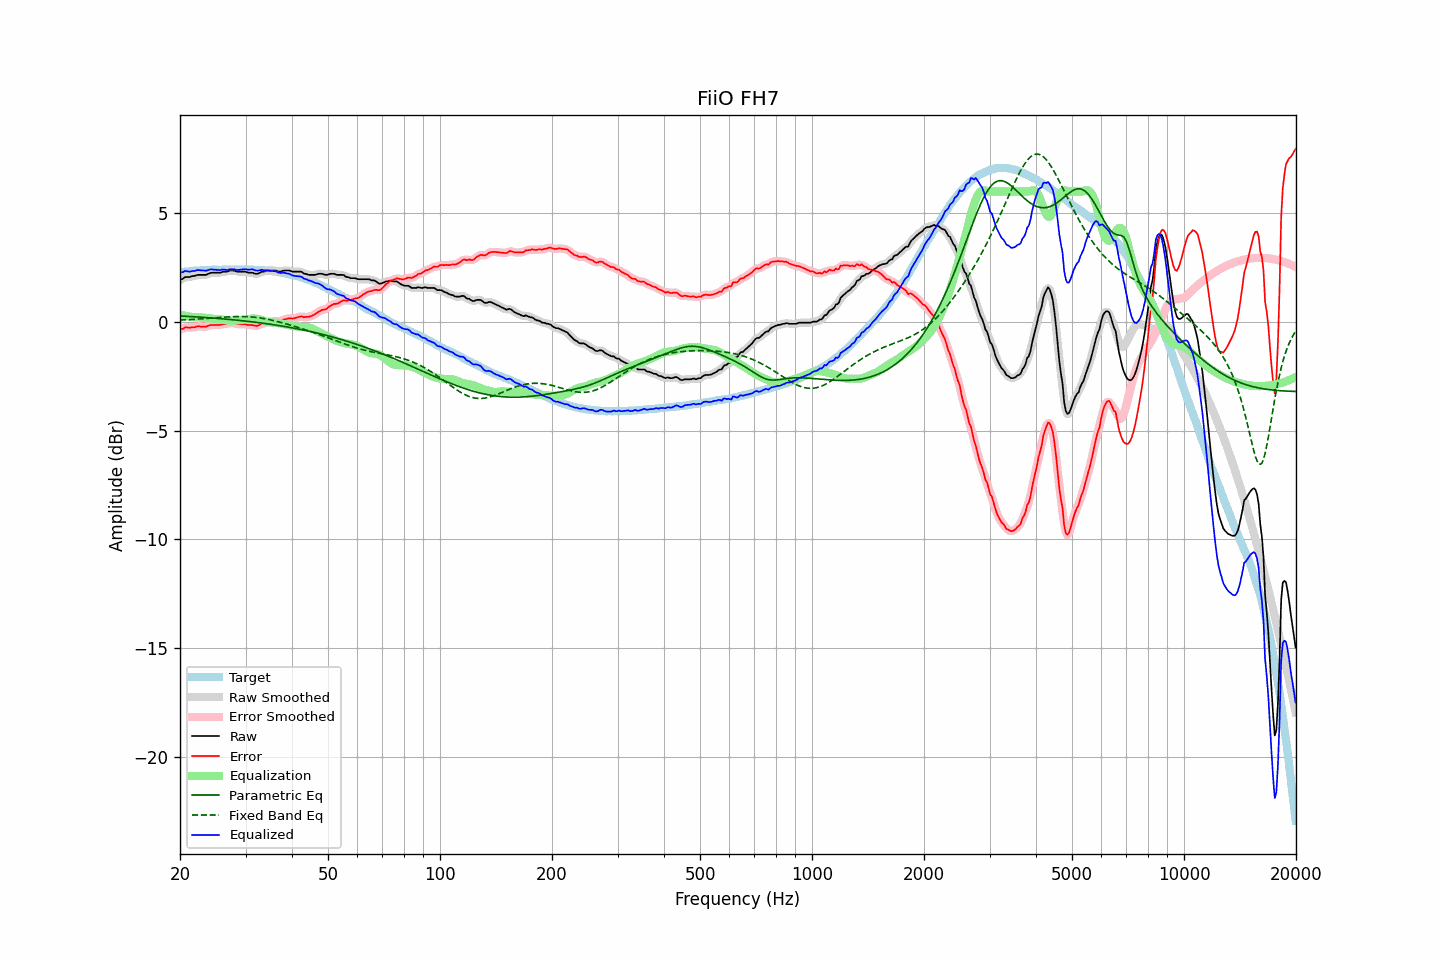 FiiO FH7
Amplitude (dBr)
5
0
−5
−10
−15
−20
Target
Raw Smoothed
Error Smoothed
Raw
Error
Equalization
Parametric Eq
Fixed Band Eq
Equalized
20 50 100 200 500 1000 2000 5000 10000 20000
Frequency (Hz)